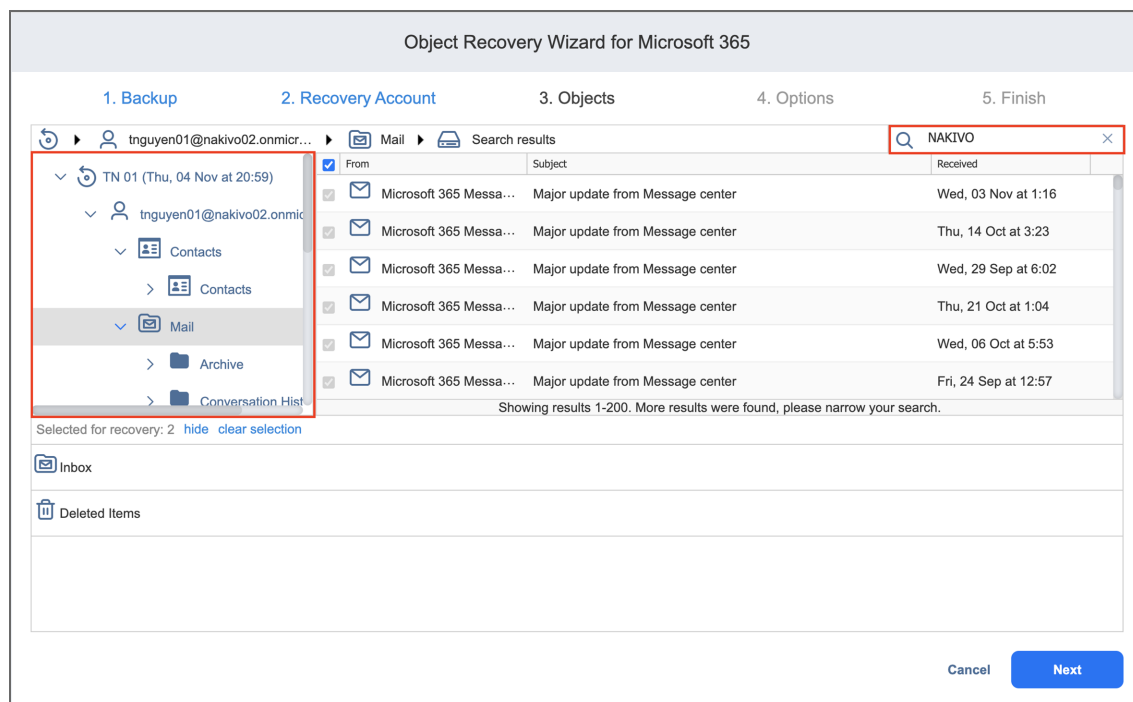 Object Recovery Wizard for Microsoft 365
1. Backup 2. Recovery Account 3. Objects 4. Options 5. Finish
tnguyen01@nakivo02.onmicr... Mail Search results NAKIVO
From Subject Received
TN 01 (Thu, 04 Nov at 20:59)
tnguyen01@nakivo02.onmic
Contacts
Contacts
Mail
Archive
Conversation Hist
Microsoft 365 Messa... Major update from Message center Wed, 03 Nov at 1:16
Microsoft 365 Messa... Major update from Message center Thu, 14 Oct at 3:23
Microsoft 365 Messa... Major update from Message center Wed, 29 Sep at 6:02
Microsoft 365 Messa... Major update from Message center Thu, 21 Oct at 1:04
Microsoft 365 Messa... Major update from Message center Wed, 06 Oct at 5:53
Microsoft 365 Messa... Major update from Message center Fri, 24 Sep at 12:57
Showing results 1-200. More results were found, please narrow your search.
Selected for recovery: 2 hide clear selection
Inbox
Deleted Items
Cancel Next